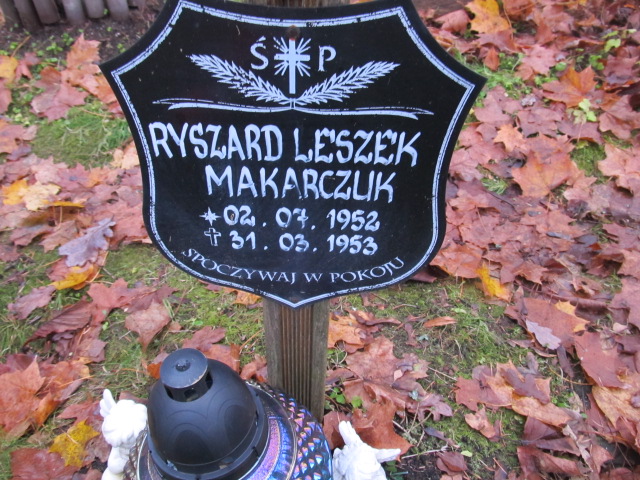 Ś P
RYSZARD LESZEK
MAKARCZUK
02. 07. 1952
31. 03. 1953
SPOCZYWAJ W POKOJU